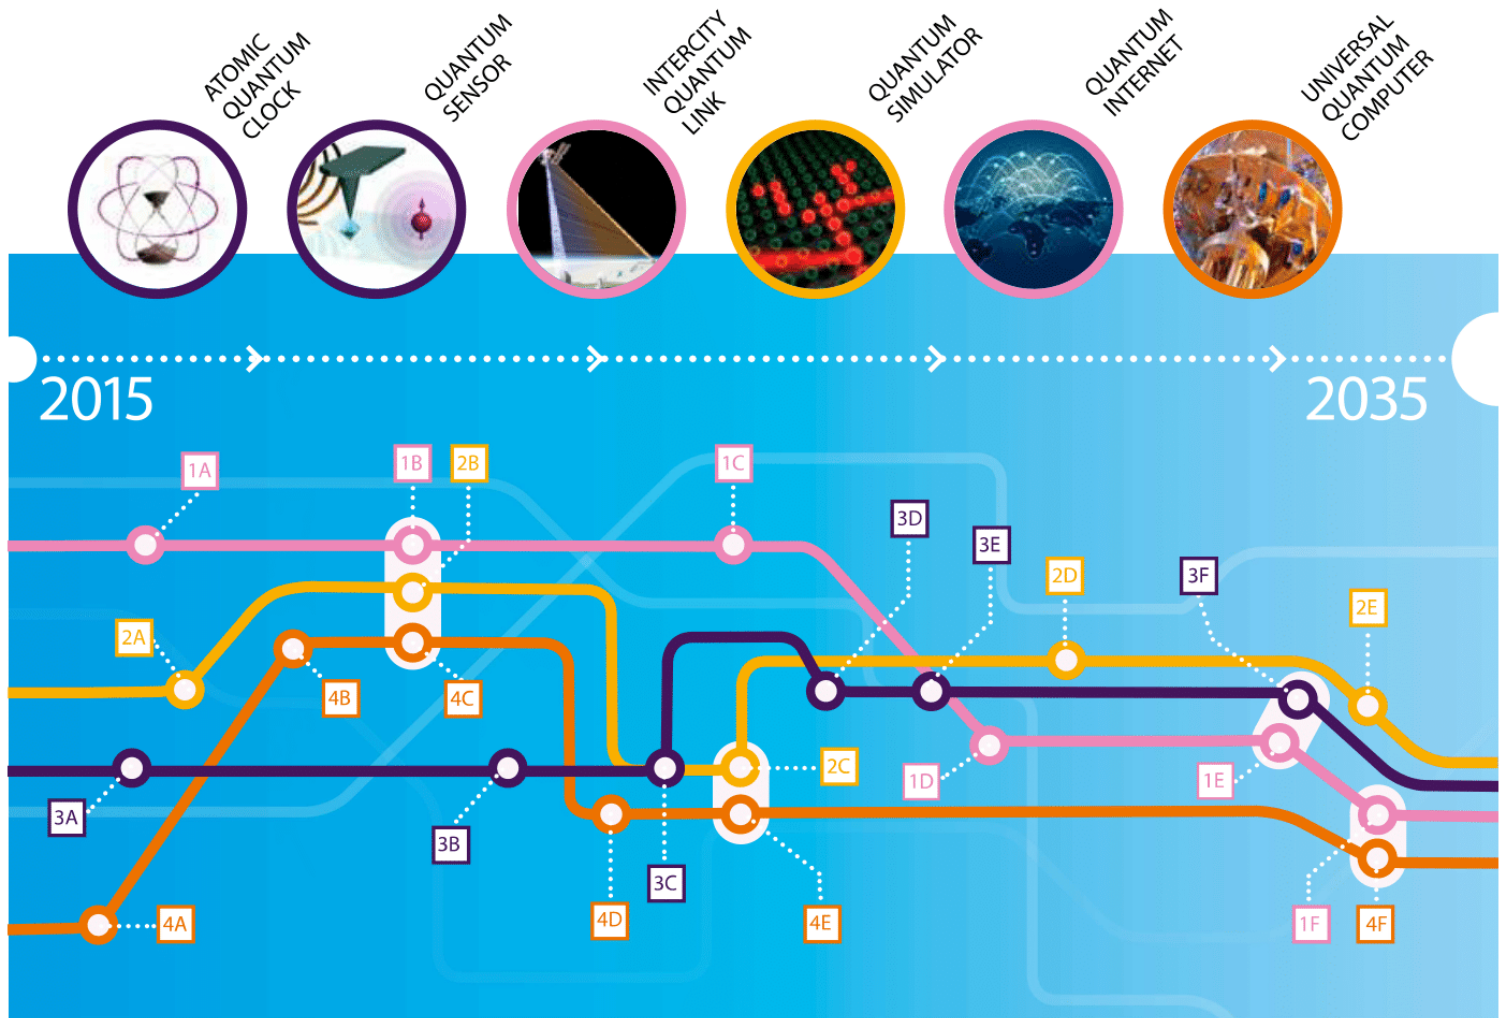 ATOMIC
QUANTUM
CLOCK
QUANTUM
SENSOR
INTERCITY
QUANTUM
LINK
QUANTUM
SIMULATOR
QUANTUM
INTERNET
UNIVERSAL
QUANTUM
COMPUTER
2015
2035
1A
1B
2B
1C
3D
3E
2D
3F
2E
2A
4B
4C
3A
3B
2C
1D
1E
3C
4A
4D
4E
1F
4F